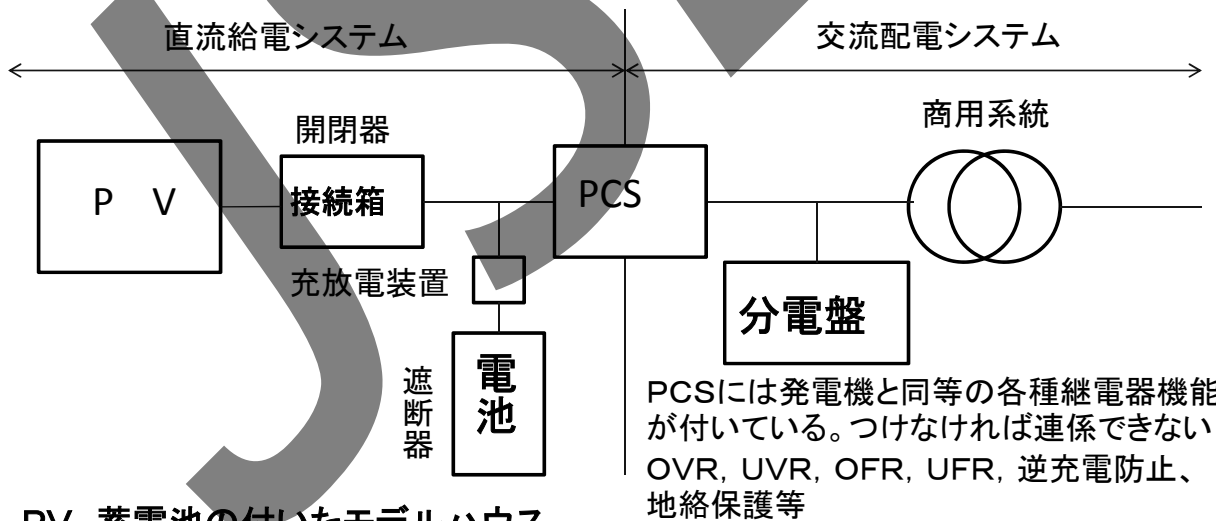 直流給電システム
交流配電システム
開閉器
商用系統
P V
接続箱
PCS
充放電装置
分電盤
遮断器
電池
PCSには発電機と同等の各種継電器機能
が付いている。つけなければ連係できない
OVR, UVR, OFR, UFR, 逆充電防止、
地絡保護等
PV 蓄電池の付いたモデルハウス